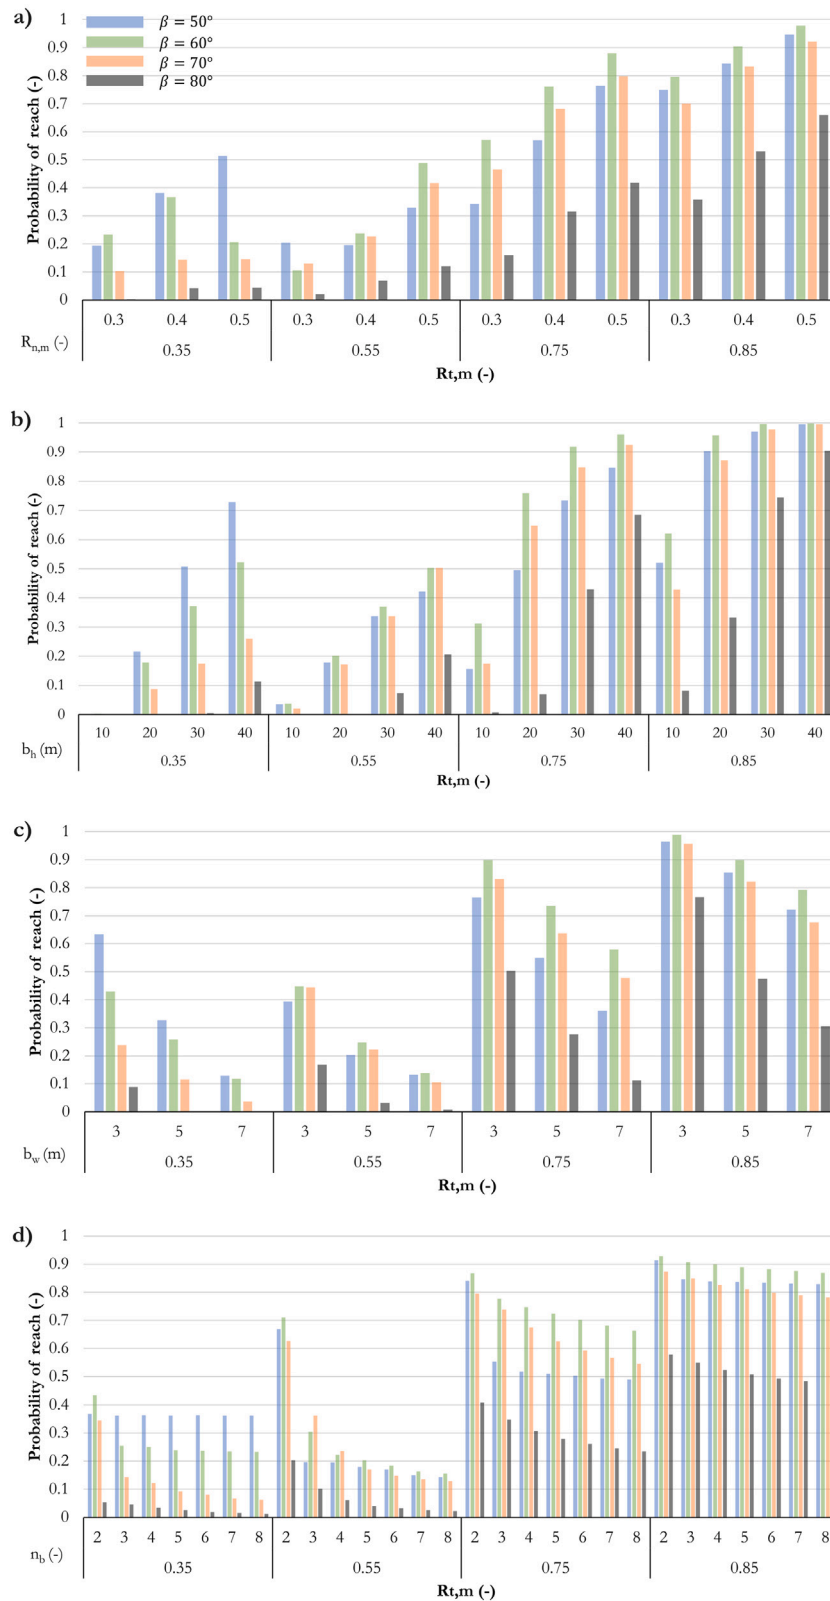 a)
β = 50°
β = 60°
β = 70°
β = 80°
Probability of reach (-)
1
0.9
0.8
0.7
0.6
0.5
0.4
0.3
0.2
0.1
0
0.3 0.4 0.5 0.3 0.4 0.5 0.3 0.4 0.5 0.3 0.4 0.5
Rn,m (-)
0.35 0.55 0.75 0.85
Rt,m (-)
b)
Probability of reach (-)
1
0.9
0.8
0.7
0.6
0.5
0.4
0.3
0.2
0.1
0
10 20 30 40 10 20 30 40 10 20 30 40 10 20 30 40
bh (m)
0.35 0.55 0.75 0.85
Rt,m (-)
c)
Probability of reach (-)
1
0.9
0.8
0.7
0.6
0.5
0.4
0.3
0.2
0.1
0
3 5 7 3 5 7 3 5 7 3 5 7
bw (m)
0.35 0.55 0.75 0.85
Rt,m (-)
d)
Probability of reach (-)
1
0.9
0.8
0.7
0.6
0.5
0.4
0.3
0.2
0.1
0
2 3 4 5 6 7 8 2 3 4 5 6 7 8 2 3 4 5 6 7 8 2 3 4 5 6 7 8
nb (-)
0.35 0.55 0.75 0.85
Rt,m (-)